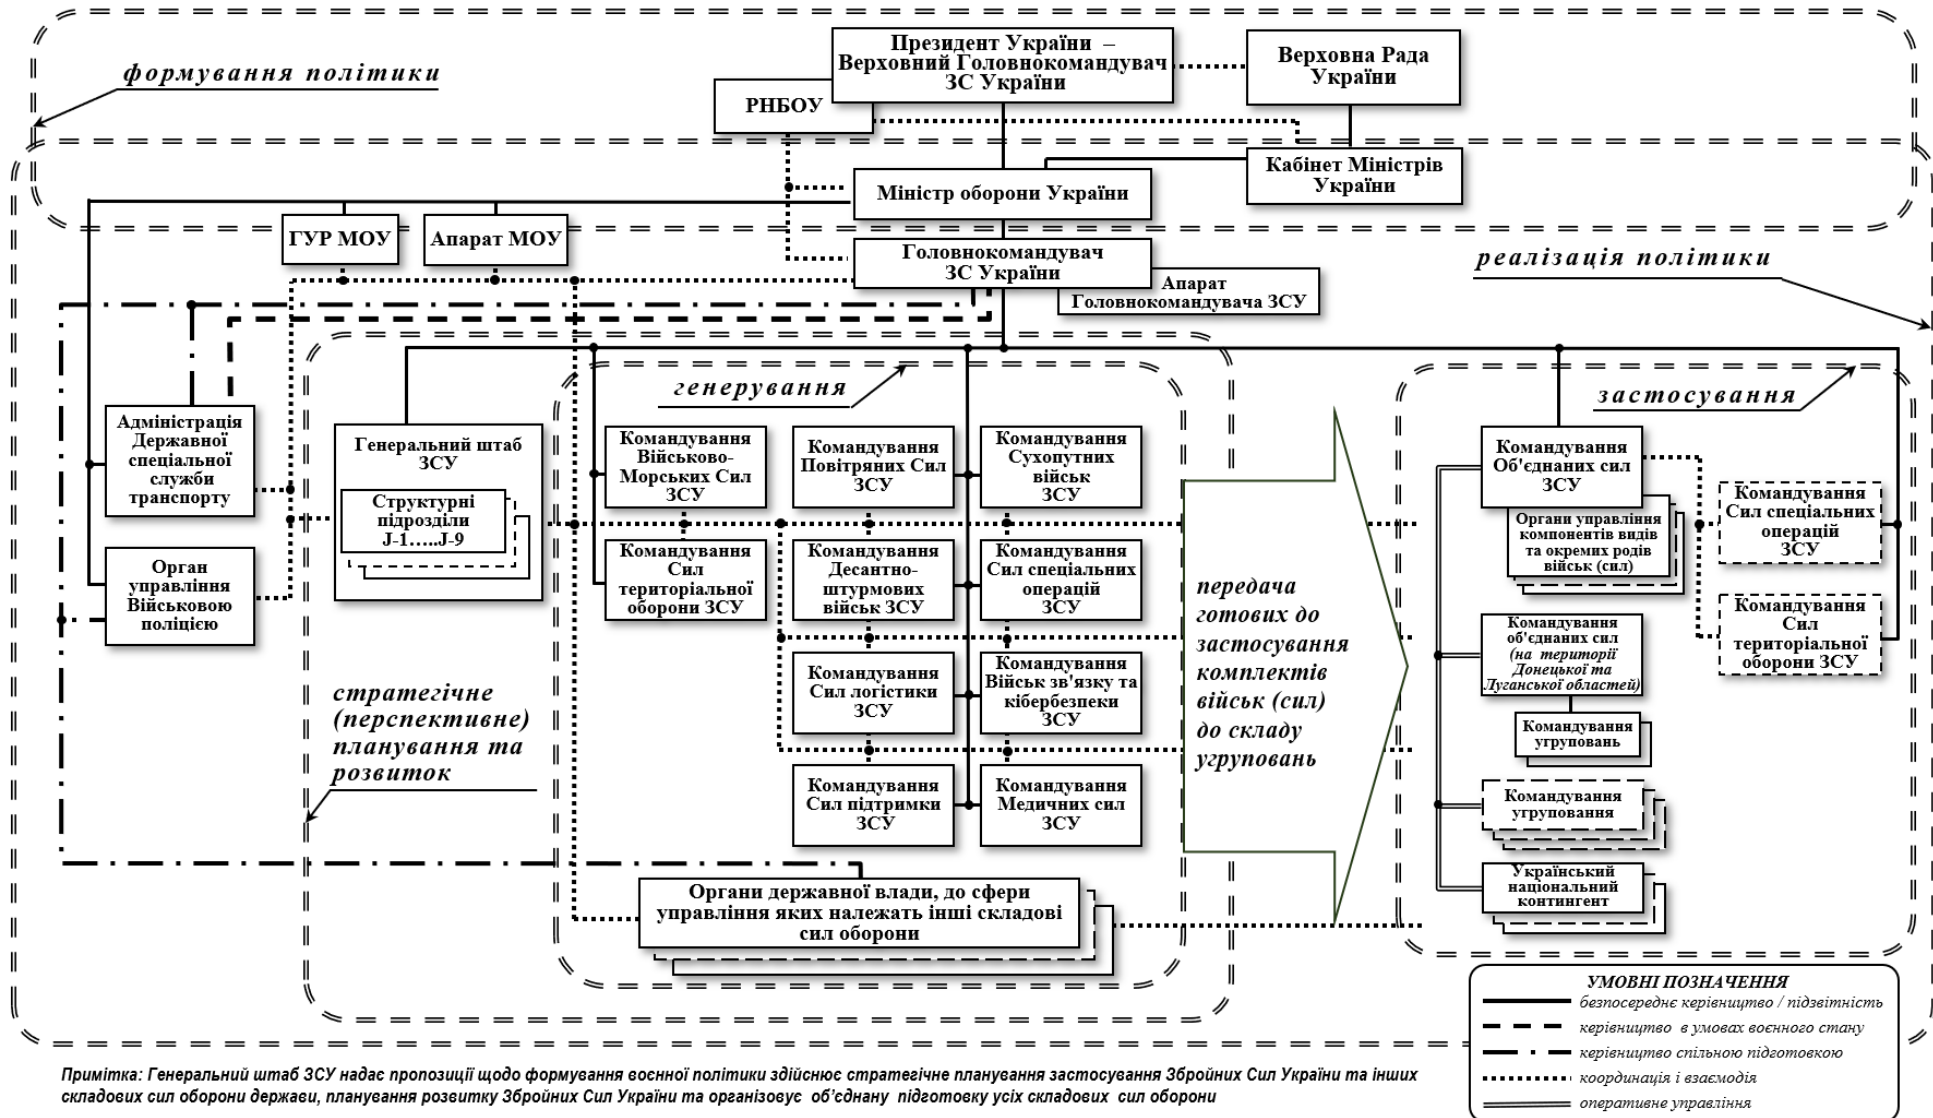 формування політики
Президент України –
Верховний Головнокомандувач
ЗС України
Верховна Рада
України
РНБОУ
Кабінет Міністрів
України
Міністр оборони України
ГУР МОУ
Апарат МОУ
Головнокомандувач
ЗС України
Апарат
Головнокомандувача ЗСУ
реалізація політики
генерування
застосування
Адміністрація
Державної
спеціальної
служби
транспорту
Орган
управління
Військовою
поліцією
Генеральний штаб
ЗСУ
Структурні
підрозділи
J-1…..J-9
стратегічне
(перспективне)
планування та
розвиток
Командування
Військово-
Морських Сил
ЗСУ
Командування
Повітряних Сил
ЗСУ
Командування
Сухопутних
військ
ЗСУ
Командування
Сил
територіальної
оборони ЗСУ
Командування
Десантно-
штурмових
військ ЗСУ
Командування
Сил спеціальних
операцій
ЗСУ
Командування
Сил логістики
ЗСУ
Командування
Військ зв'язку та
кібербезпеки
ЗСУ
Командування
Сил підтримки
ЗСУ
Командування
Медичних сил
ЗСУ
Органи державної влади, до сфери
управління яких належать інші складові
сил оборони
передача
готових до
застосування
комплектів
військ (сил)
до складу
угруповань
Командування
Об'єднаних сил
ЗСУ
Органи управління
компонентів видів
та окремих родів
військ (сил)
Командування
Сил спеціальних
операцій
ЗСУ
Командування
Сил
територіальної
оборони ЗСУ
Командування
об'єднаних сил
(на території
Донецької та
Луганської областей)
Командування
угруповань
Командування
угруповання
Український
національний
контингент
УМОВНІ ПОЗНАЧЕННЯ
безпосереднє керівництво / підзвітність
керівництво в умовах воєнного стану
керівництво спільною підготовкою
координація і взаємодія
оперативне управління
Примітка: Генеральний штаб ЗСУ надає пропозиції щодо формування воєнної політики здійснює стратегічне планування застосування Збройних Сил України та інших
складових сил оборони держави, планування розвитку Збройних Сил України та організовує об'єднану підготовку усіх складових сил оборони